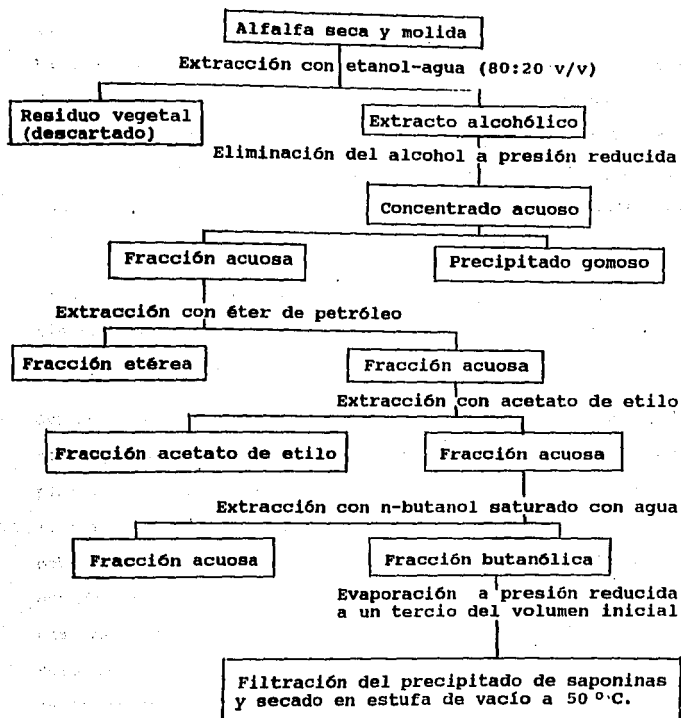 Alfalfa seca y molida
Extracción con etanol-agua (80:20 v/v)
Residuo vegetal
(descartado)
Extracto alcohólico
Eliminación del alcohol a presión reducida
Concentrado acuoso
Fracción acuosa
Precipitado gomoso
Extracción con éter de petróleo
Fracción etérea
Fracción acuosa
Extracción con acetato de etilo
Fracción acetato de etilo
Fracción acuosa
Extracción con n-butanol saturado con agua
Fracción acuosa
Fracción butanólica
Evaporación a presión reducida
a un tercio del volumen inicial
Filtración del precipitado de saponinas
y secado en estufa de vacío a 50 °C.